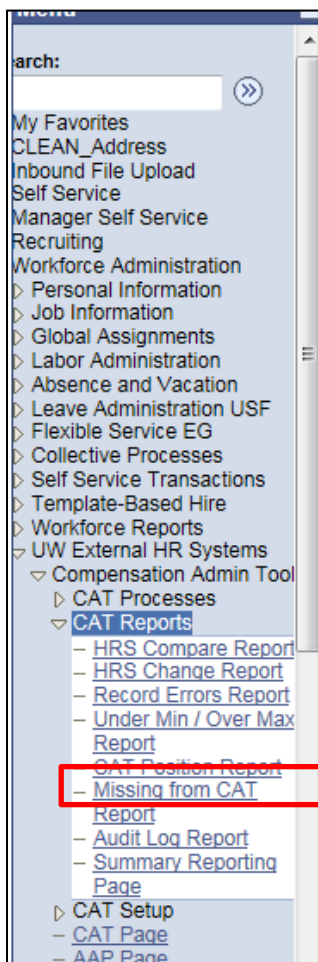 Menu
earch:
My Favorites
CLEAN_Address
Inbound File Upload
Self Service
Manager Self Service
Recruiting
Workforce Administration
Personal Information
Job Information
Global Assignments
Labor Administration
Absence and Vacation
Leave Administration USF
Flexible Service EG
Collective Processes
Self Service Transactions
Template-Based Hire
Workforce Reports
UW External HR Systems
Compensation Admin Tool
CAT Processes
CAT Reports
– HRS Compare Report
– HRS Change Report
– Record Errors Report
– Under Min / Over Max
Report
CAT Position Report
– Missing from CAT
Report
– Audit Log Report
– Summary Reporting
Page
CAT Setup
– CAT Page
– AAP Page